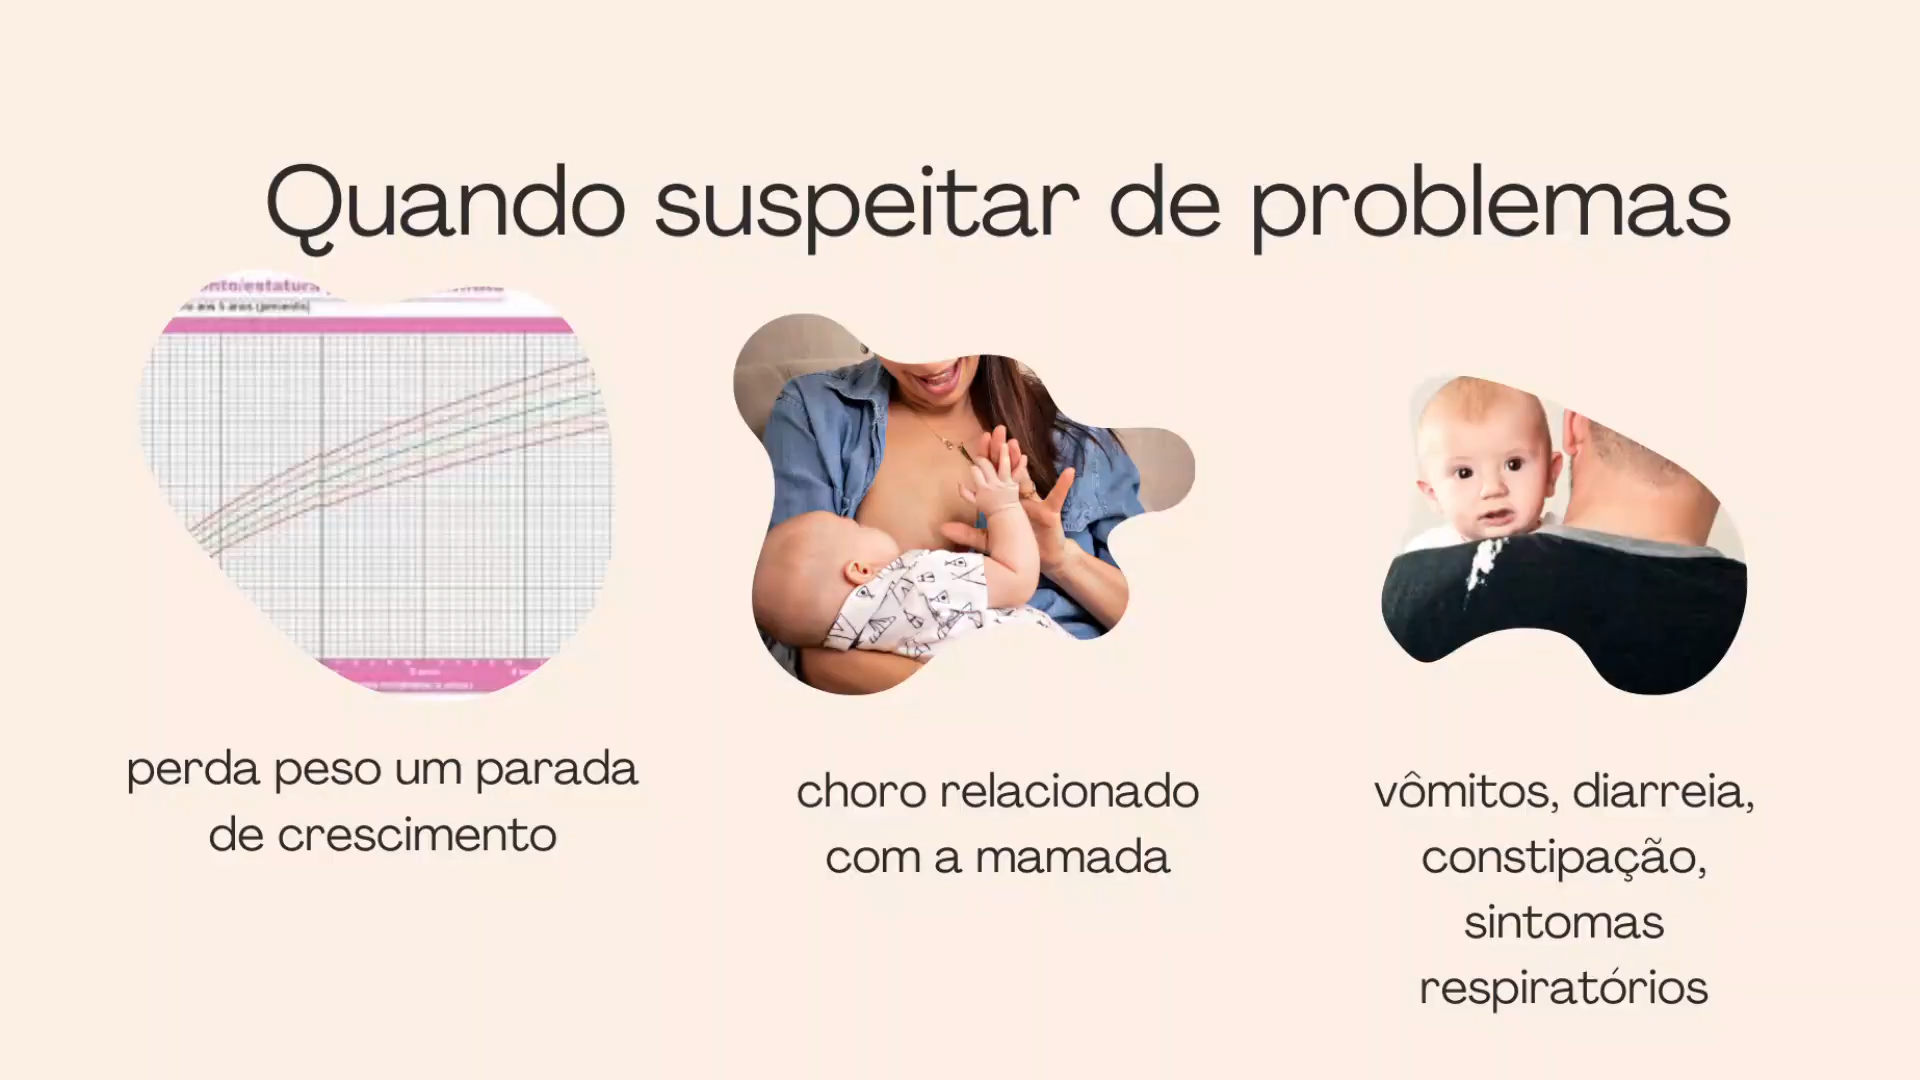 Quando suspeitar de problemas
perda peso um parada
de crescimento
choro relacionado
com a mamada
vômitos, diarreia,
constipação,
sintomas
respiratórios